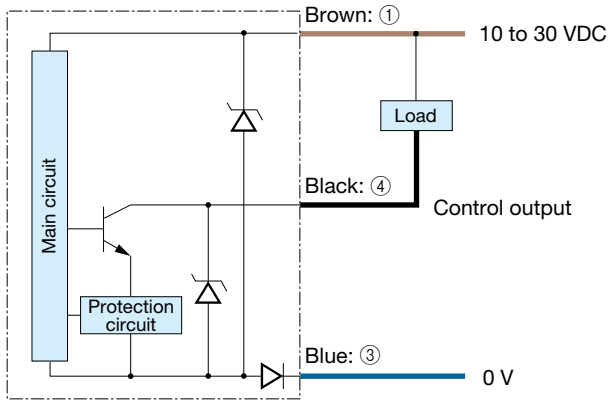 Brown: ①
10 to 30 VDC
Load
Main circuit
Black: ④
Control output
Protection
circuit
Blue: ③
0 V